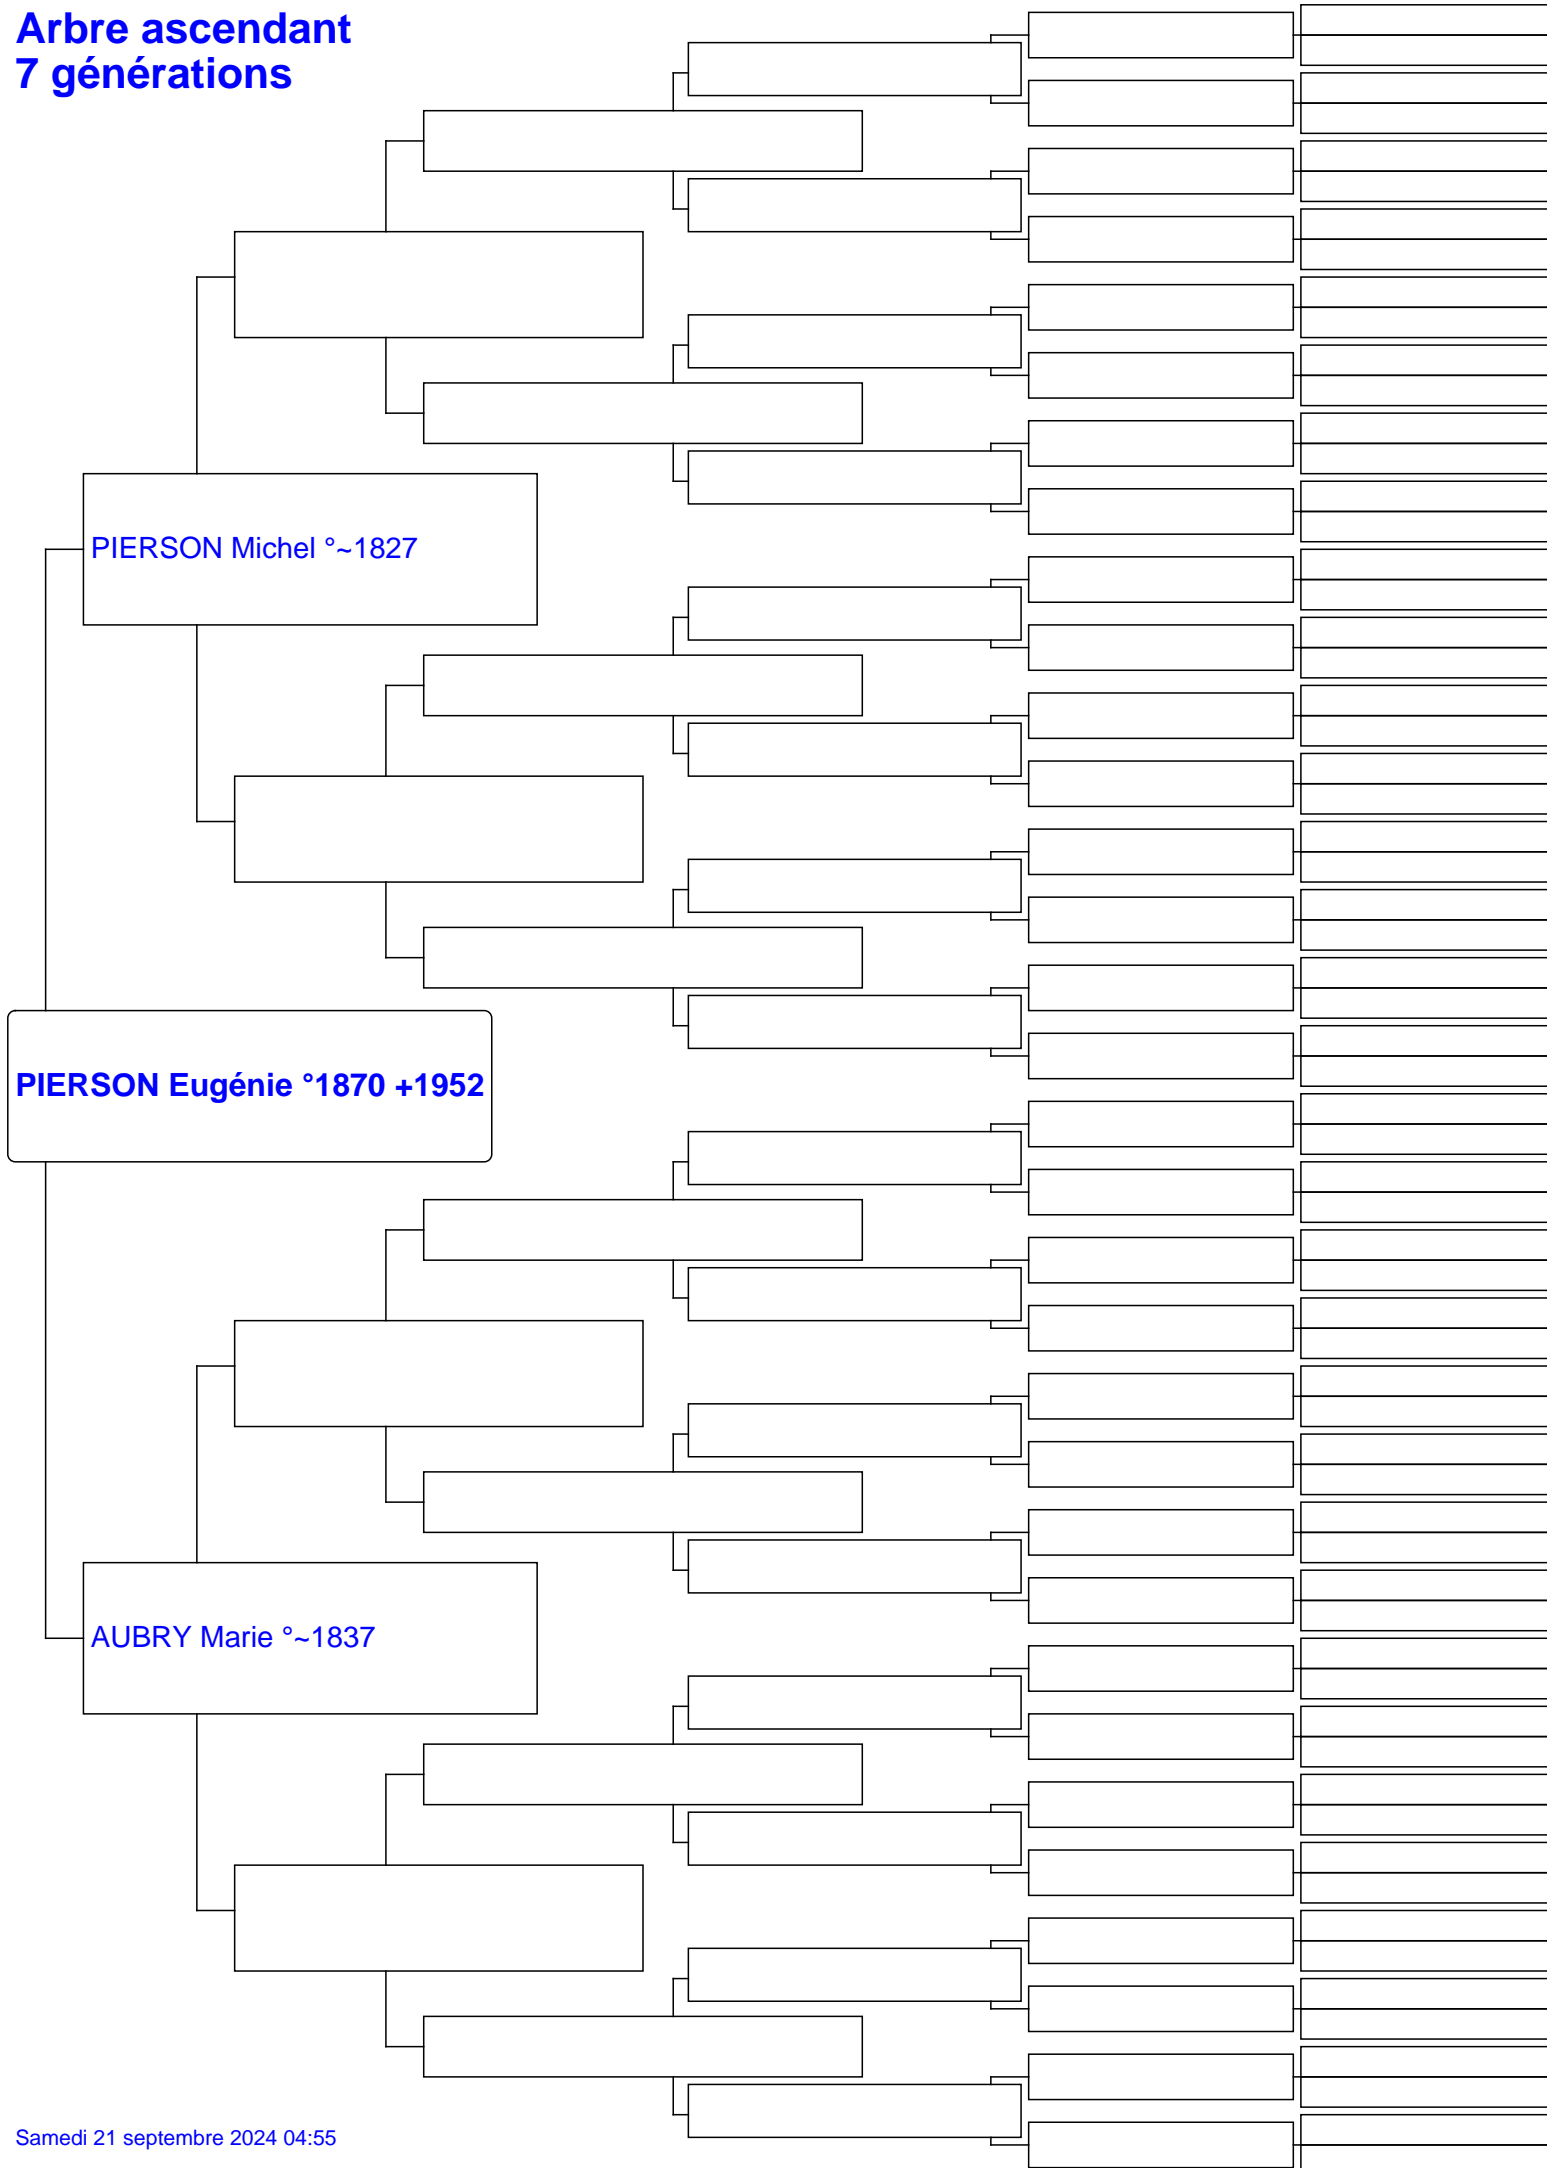 Arbre ascendant
7 générations
PIERSON Michel °~1827
PIERSON Eugénie °1870 +1952
AUBRY Marie °~1837
Samedi 21 septembre 2024 04:55